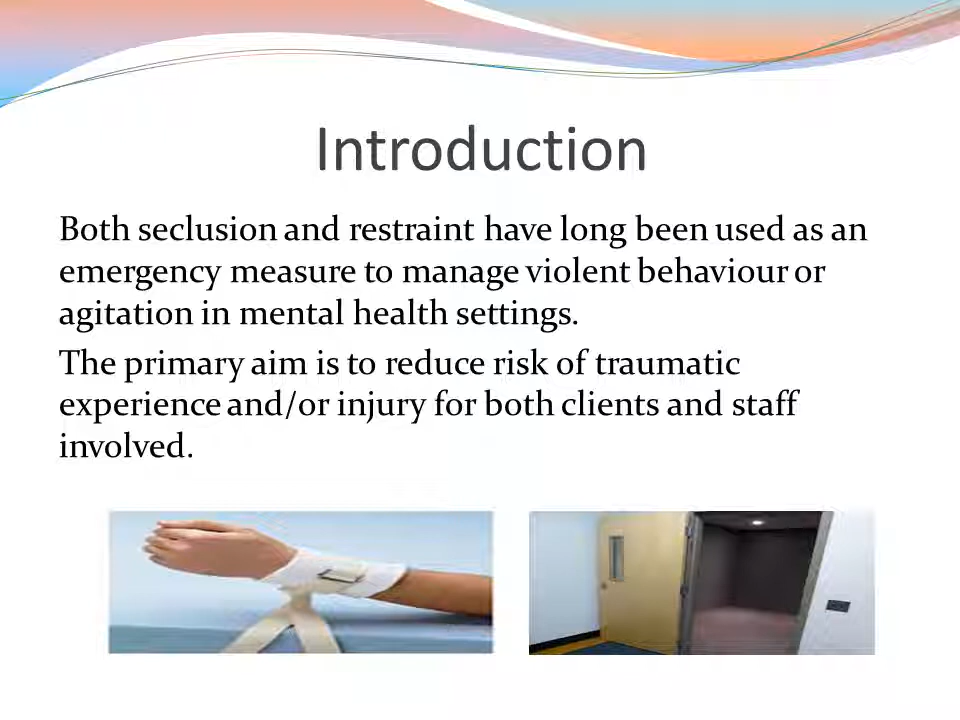 Introduction
Both seclusion and restraint have long been used as an
emergency measure to manage violent behaviour or
agitation in mental health settings.
The primary aim is to reduce risk of traumatic
experience and/or injury for both clients and staff
involved.